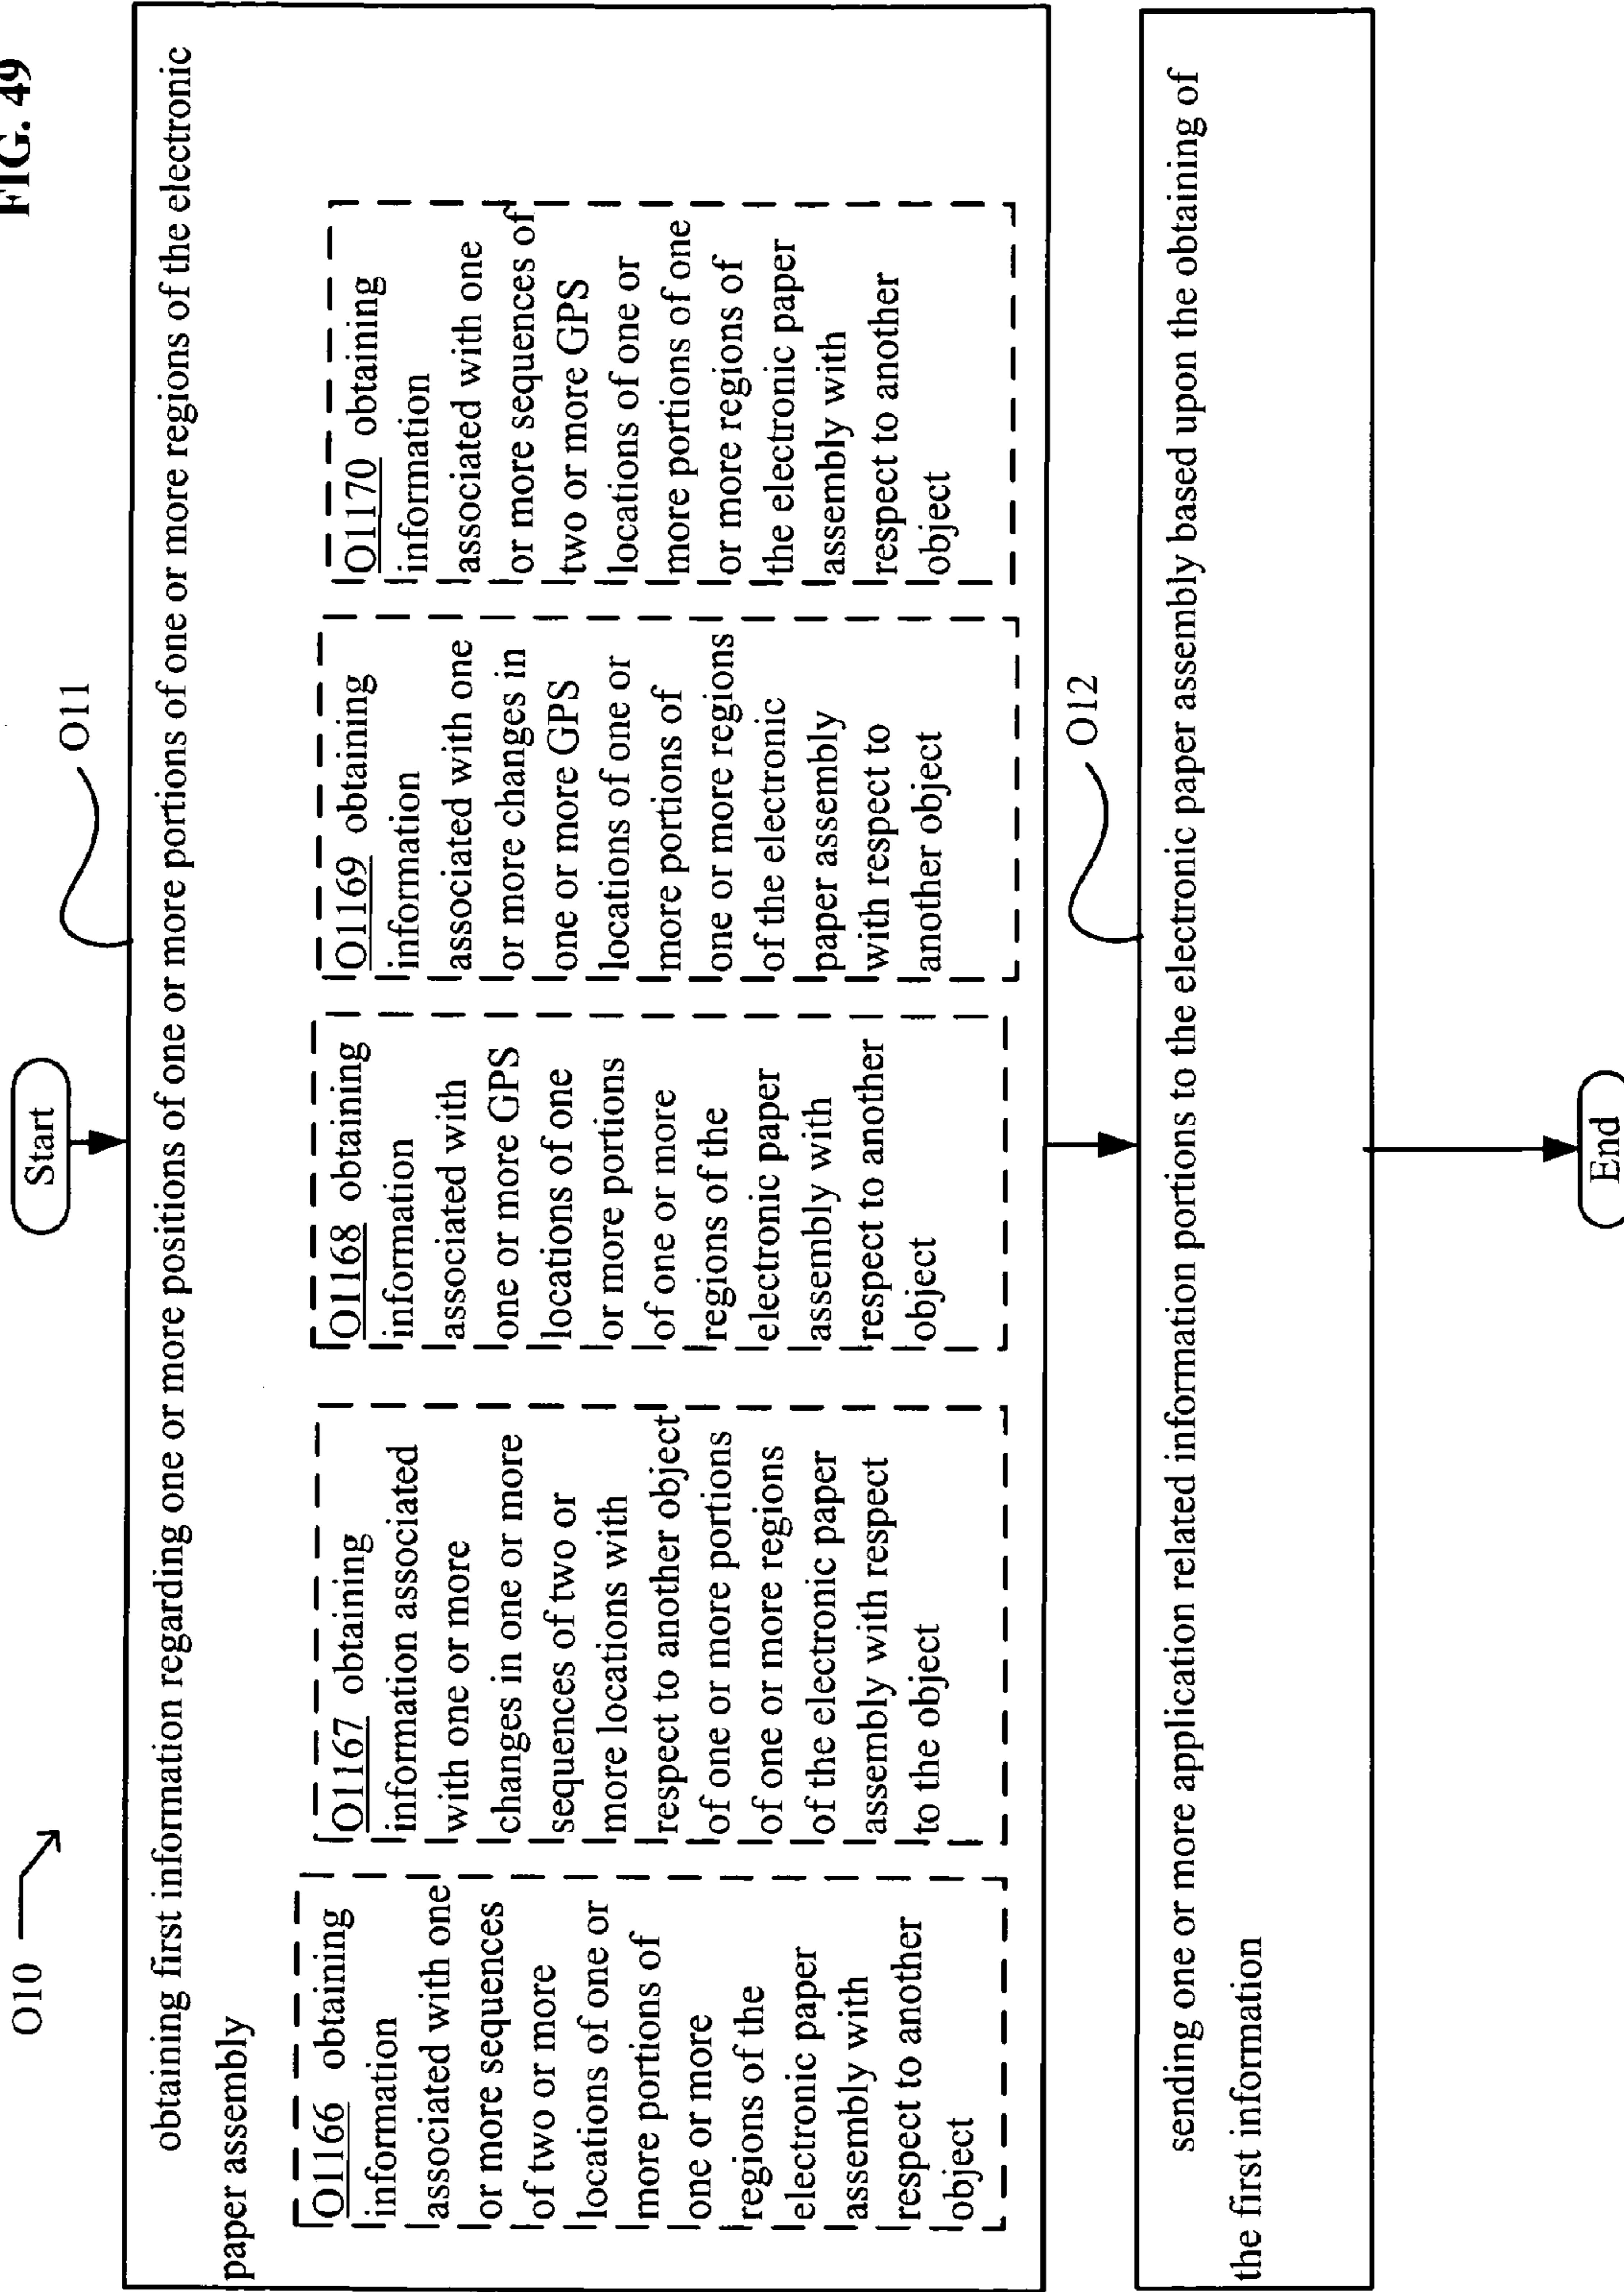 FIG. 49
O10
Start
O11
obtaining first information regarding one or more positions of one or more portions of one or more regions of the electronic
paper assembly
O1166 obtaining
information
associated with one
or more sequences
of two or more
locations of one or
more portions of
one or more
regions of the
electronic paper
assembly with
respect to another
object
O1167 obtaining
information associated
with one or more
changes in one or more
sequences of two or
more locations with
respect to another object
of one or more portions
of one or more regions
of the electronic paper
assembly with respect
to the object
O1168 obtaining
information
associated with
one or more GPS
locations of one
or more portions
of one or more
regions of the
electronic paper
assembly with
respect to another
object
O1169 obtaining
information
associated with one
or more changes in
one or more GPS
locations of one or
more portions of
one or more regions
of the electronic
paper assembly
with respect to
another object
O1170 obtaining
information
associated with one
or more sequences of
two or more GPS
locations of one or
more portions of one
or more regions of
the electronic paper
assembly with
respect to another
object
O12
sending one or more application related information portions to the electronic paper assembly based upon the obtaining of
the first information
End